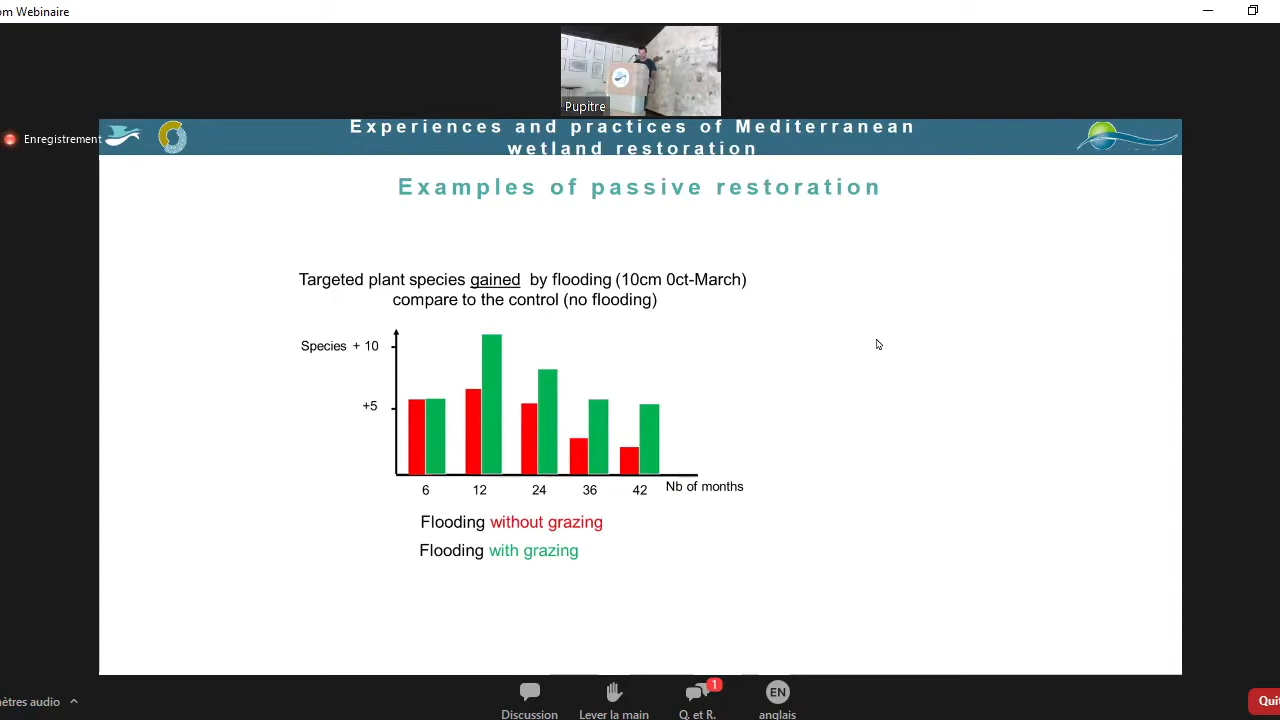 om Webinaire
Pupitre
Enregistrement
Experiences and practices of Mediterranean
wetland restoration
Examples of passive restoration
Targeted plant species gained by flooding (10cm 0ct-March)
compare to the control (no flooding)
Species + 10
+5
6 12 24 36 42 Nb of months
Flooding without grazing
Flooding with grazing
nètres audio
Discussion
Lever la main
1
Q. et R.
EN
anglais
Quit